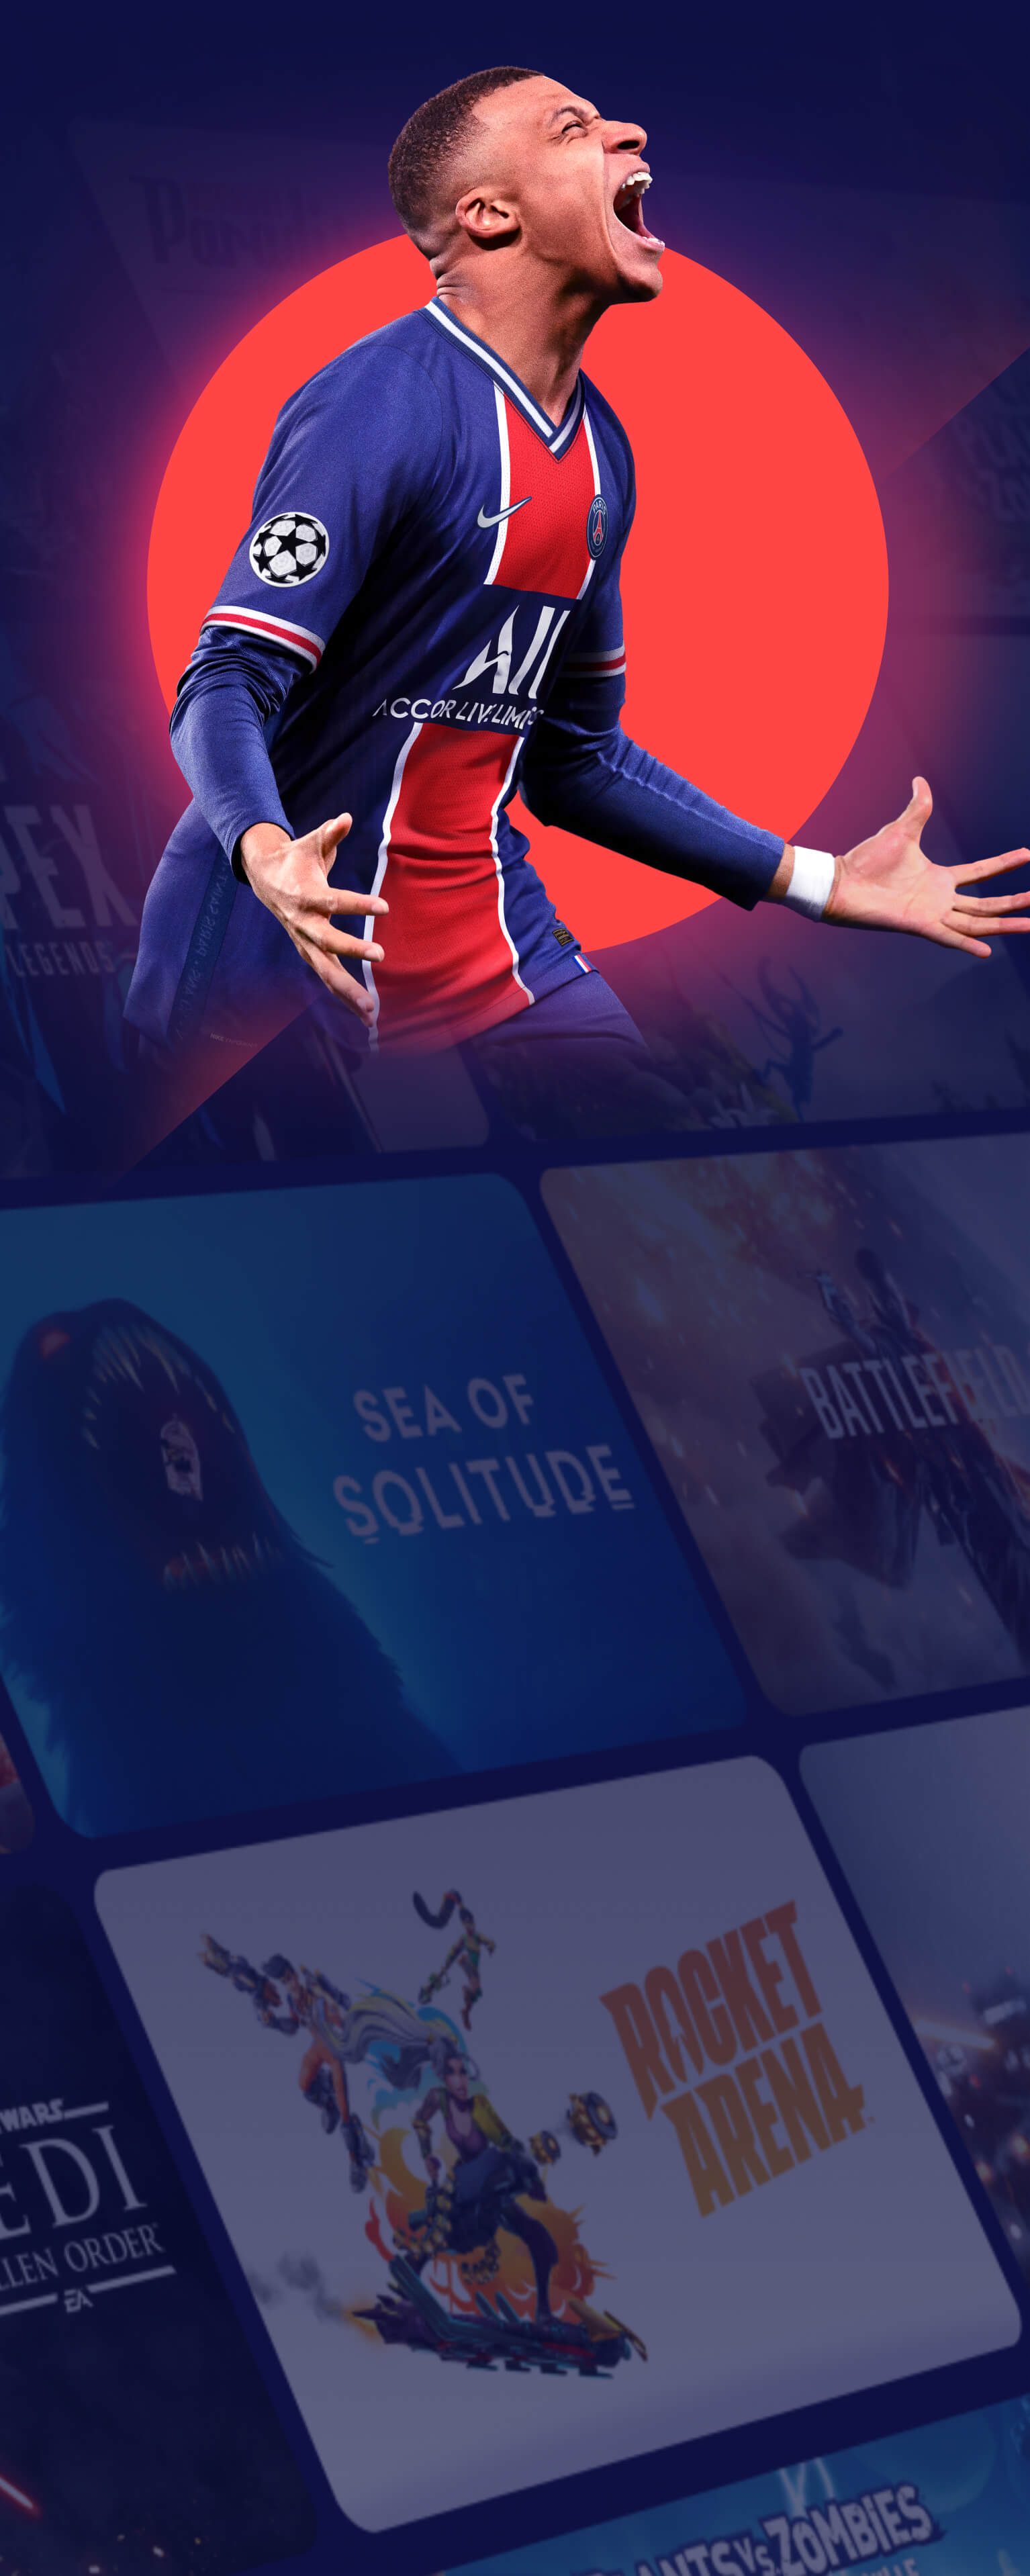 PARIS
All
ACCOR LIVE LIMI
PEX
LEGENDS
SEA OF
SOLITUDE
BATTLEFIELD
ROCKET
ARENA
WARS
EDI
LLEN ORDER
EA
ANTS VS. ZOMBIES